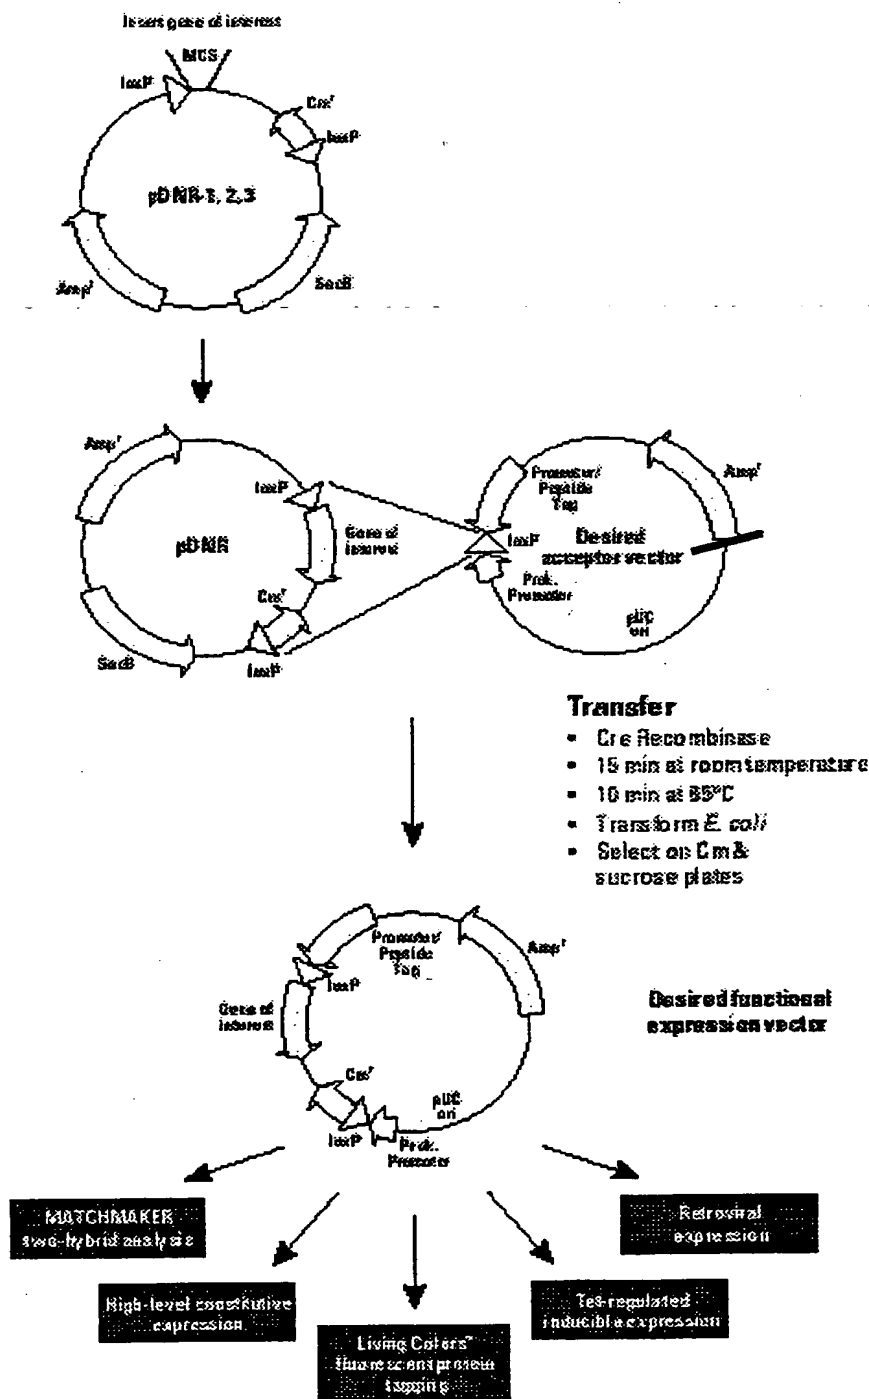 Insert gene of interest
MCS
loxP
Cmʳ
loxP
pDNR-1, 2, 3
Ampʳ
SacB
Ampʳ
loxP
Gene of
interest
pDNR
Cmʳ
SacB
loxP
Promoter/
Peptide
Tag
Ampʳ
loxP
Desired
acceptor vector
Prok.
Promoter
pUC
ori
Transfer
• Cre Recombinase
• 15 min at room temperature
• 10 min at 65°C
• Transform E. coli
• Select on Cm &
sucrose plates
Promoter/
Peptide
Tag
Ampʳ
loxP
Gene of
interest
Desired functional
expression vector
Cmʳ
pUC
ori
loxP
Prok.
Promoter
MATCHMAKER
two-hybrid analysis
Retroviral
expression
High-level constitutive
expression
Tet-regulated
inducible expression
Living Colors™
fluorescent protein
tagging